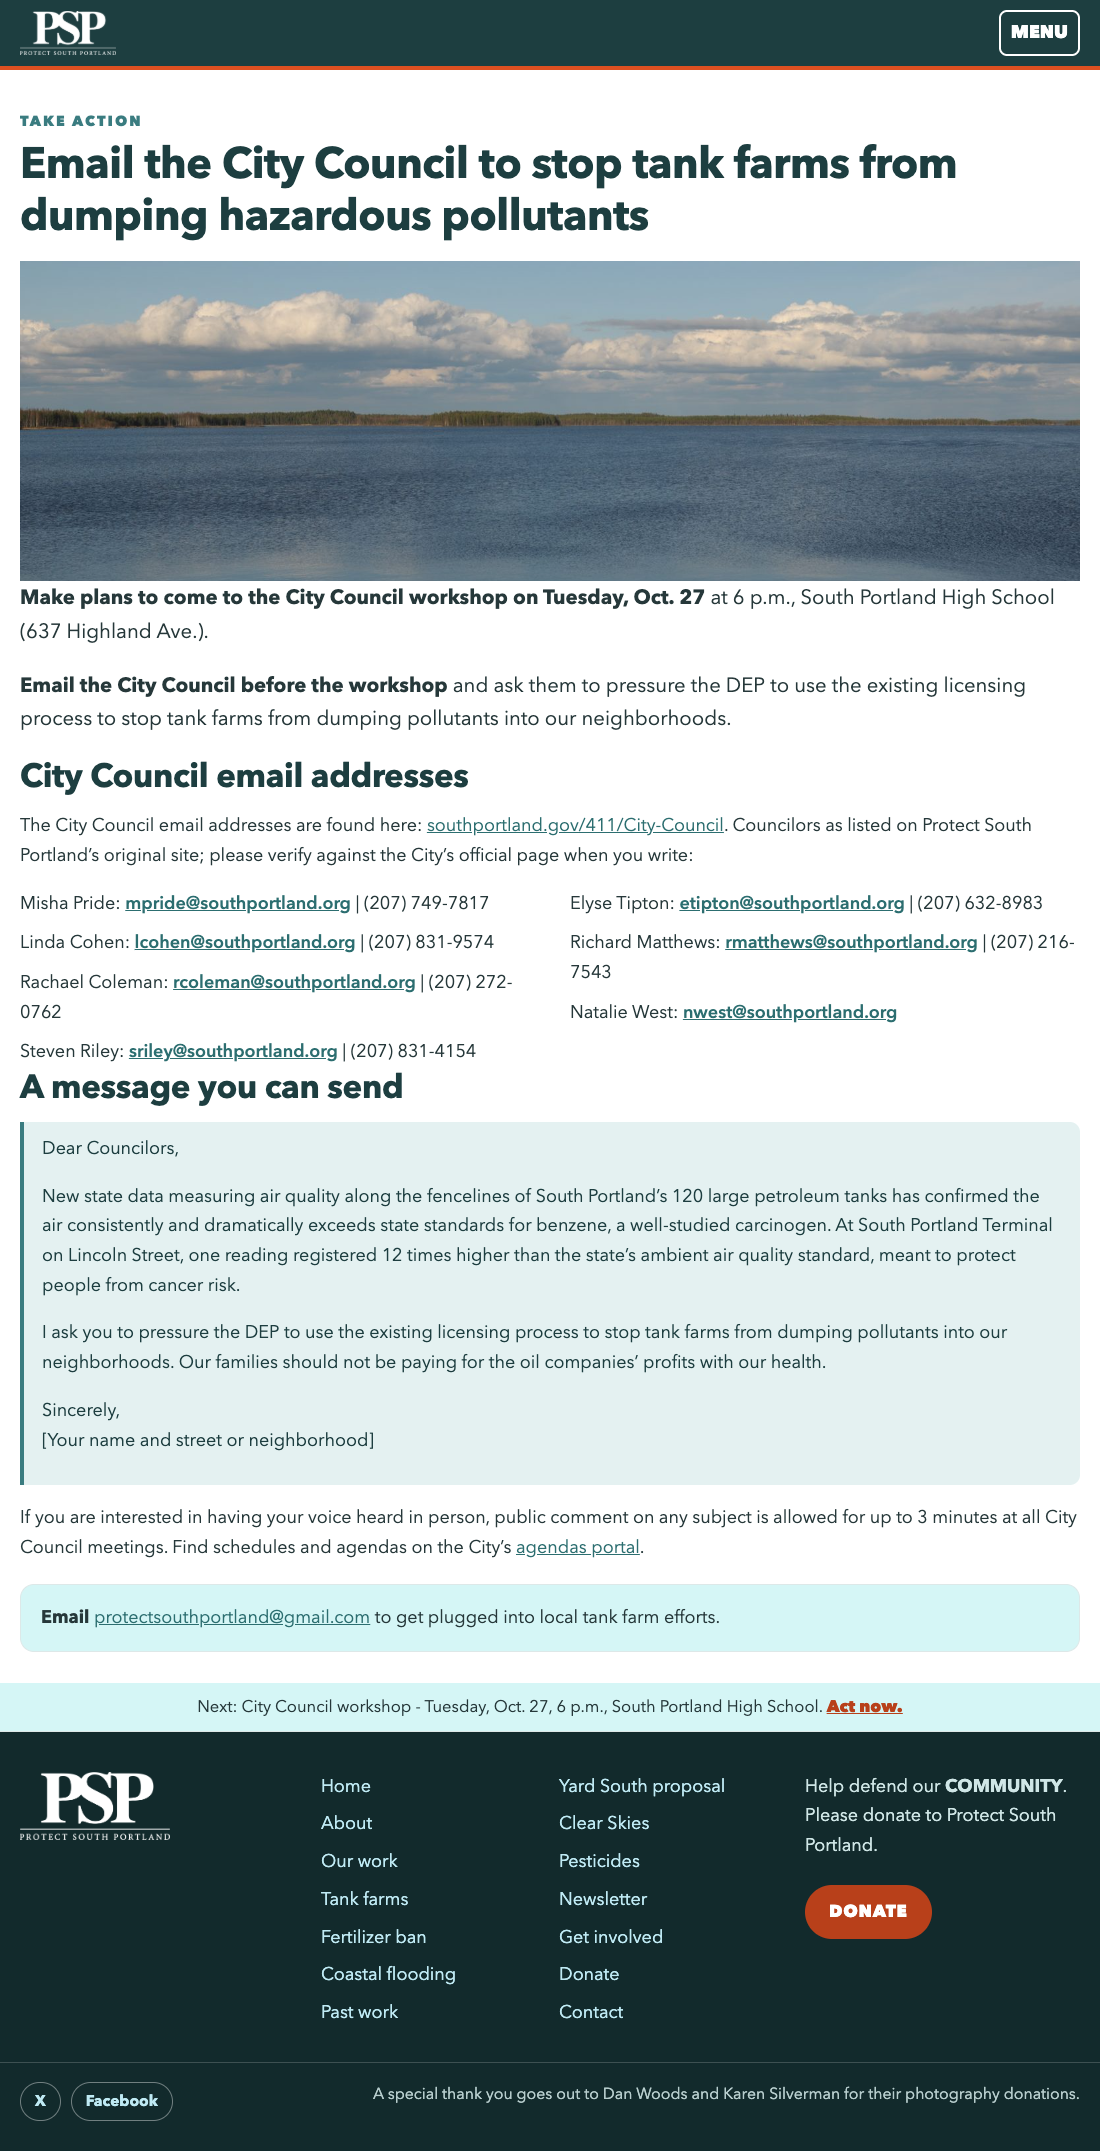 PSP
PROTECT SOUTH PORTLAND
MENU
TAKE ACTION
Email the City Council to stop tank farms from
dumping hazardous pollutants
Make plans to come to the City Council workshop on Tuesday, Oct. 27 at 6 p.m., South Portland High School
(637 Highland Ave.).
Email the City Council before the workshop and ask them to pressure the DEP to use the existing licensing
process to stop tank farms from dumping pollutants into our neighborhoods.
City Council email addresses
The City Council email addresses are found here: southportland.gov/411/City-Council. Councilors as listed on Protect South
Portland’s original site; please verify against the City’s official page when you write:
Misha Pride: mpride@southportland.org | (207) 749-7817
Linda Cohen: lcohen@southportland.org | (207) 831-9574
Rachael Coleman: rcoleman@southportland.org | (207) 272-
0762
Steven Riley: sriley@southportland.org | (207) 831-4154
Elyse Tipton: etipton@southportland.org | (207) 632-8983
Richard Matthews: rmatthews@southportland.org | (207) 216-
7543
Natalie West: nwest@southportland.org
A message you can send
Dear Councilors,
New state data measuring air quality along the fencelines of South Portland’s 120 large petroleum tanks has confirmed the
air consistently and dramatically exceeds state standards for benzene, a well-studied carcinogen. At South Portland Terminal
on Lincoln Street, one reading registered 12 times higher than the state’s ambient air quality standard, meant to protect
people from cancer risk.
I ask you to pressure the DEP to use the existing licensing process to stop tank farms from dumping pollutants into our
neighborhoods. Our families should not be paying for the oil companies’ profits with our health.
Sincerely,
[Your name and street or neighborhood]
If you are interested in having your voice heard in person, public comment on any subject is allowed for up to 3 minutes at all City
Council meetings. Find schedules and agendas on the City’s agendas portal.
Email protectsouthportland@gmail.com to get plugged into local tank farm efforts.
Next: City Council workshop - Tuesday, Oct. 27, 6 p.m., South Portland High School. Act now.
PSP
PROTECT SOUTH PORTLAND
Home
About
Our work
Tank farms
Fertilizer ban
Coastal flooding
Past work
Yard South proposal
Clear Skies
Pesticides
Newsletter
Get involved
Donate
Contact
Help defend our COMMUNITY.
Please donate to Protect South
Portland.
DONATE
X
Facebook
A special thank you goes out to Dan Woods and Karen Silverman for their photography donations.